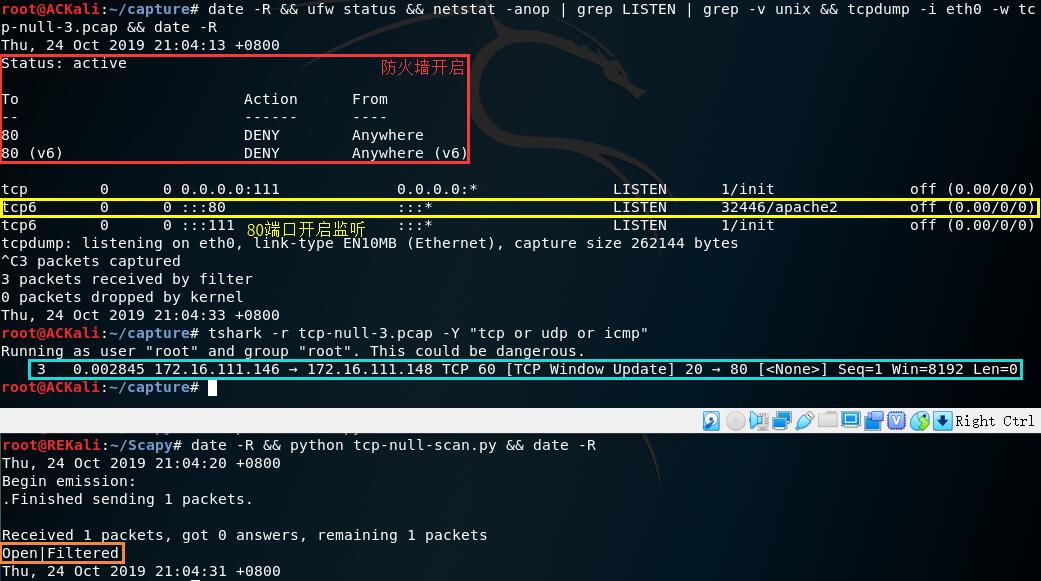 root@ACKali:~/capture# date -R && ufw status && netstat -anop | grep LISTEN | grep -v unix && tcpdump -i eth0 -w tc
p-null-3.pcap && date -R
Thu, 24 Oct 2019 21:04:13 +0800
Status: active 防火墙开启
To Action From
-- ------ ----
80 DENY Anywhere
80 (v6) DENY Anywhere (v6)
tcp 0 0 0.0.0.0:111 0.0.0.0:* LISTEN 1/init off (0.00/0/0)
tcp6 0 0 :::80 :::* LISTEN 32446/apache2 off (0.00/0/0)
tcp6 0 0 :::111 80端口开启监听 :::* LISTEN 1/init off (0.00/0/0)
tcpdump: listening on eth0, link-type EN10MB (Ethernet), capture size 262144 bytes
^C3 packets captured
3 packets received by filter
0 packets dropped by kernel
Thu, 24 Oct 2019 21:04:33 +0800
root@ACKali:~/capture# tshark -r tcp-null-3.pcap -Y "tcp or udp or icmp"
Running as user "root" and group "root". This could be dangerous.
3 0.002845 172.16.111.146 → 172.16.111.148 TCP 60 [TCP Window Update] 20 → 80 [<None>] Seq=1 Win=8192 Len=0
root@ACKali:~/capture#
Right Ctrl
root@REKali:~/Scapy# date -R && python tcp-null-scan.py && date -R
Thu, 24 Oct 2019 21:04:20 +0800
Begin emission:
.Finished sending 1 packets.
Received 1 packets, got 0 answers, remaining 1 packets
Open|Filtered
Thu, 24 Oct 2019 21:04:31 +0800